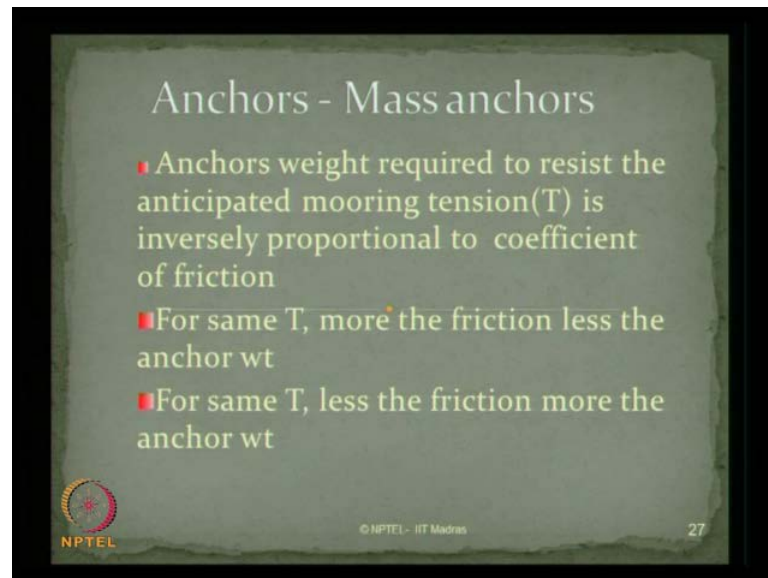 Anchors - Mass anchors
Anchors weight required to resist the
anticipated mooring tension(T) is
inversely proportional to coefficient
of friction
For same T, more the friction less the
anchor wt
For same T, less the friction more the
anchor wt
NPTEL
© NPTEL- IIT Madras
27